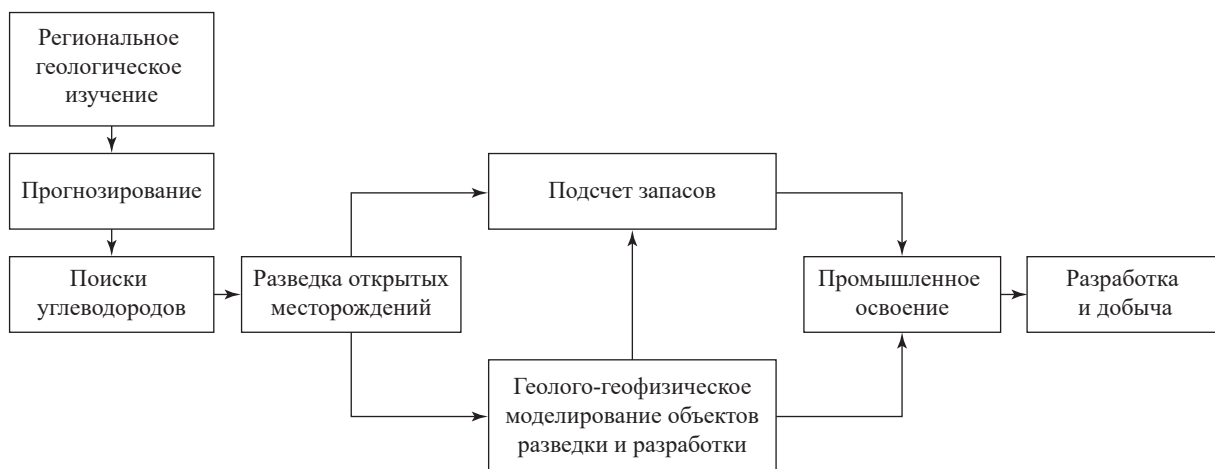 Региональное
геологическое
изучение
Прогнозирование
Поиски
углеводородов
Разведка открытых
месторождений
Подсчет запасов
Геолого-геофизическое
моделирование объектов
разведки и разработки
Промышленное
освоение
Разработка
и добыча